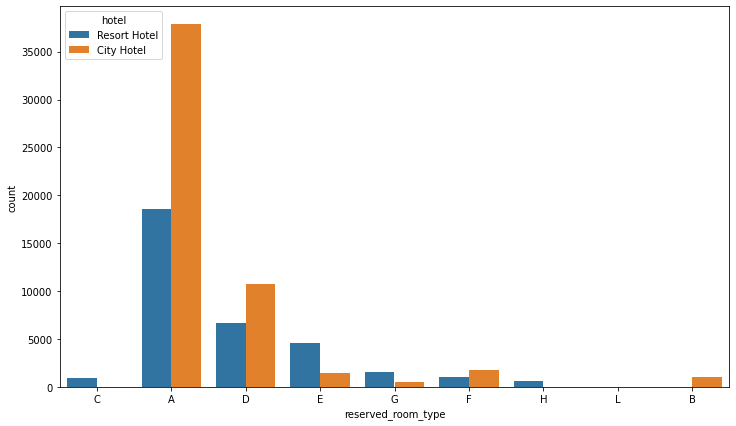 hotel
Resort Hotel
City Hotel
35000
30000
25000
20000
15000
10000
5000
0
count
C A D E G F H L B
reserved_room_type